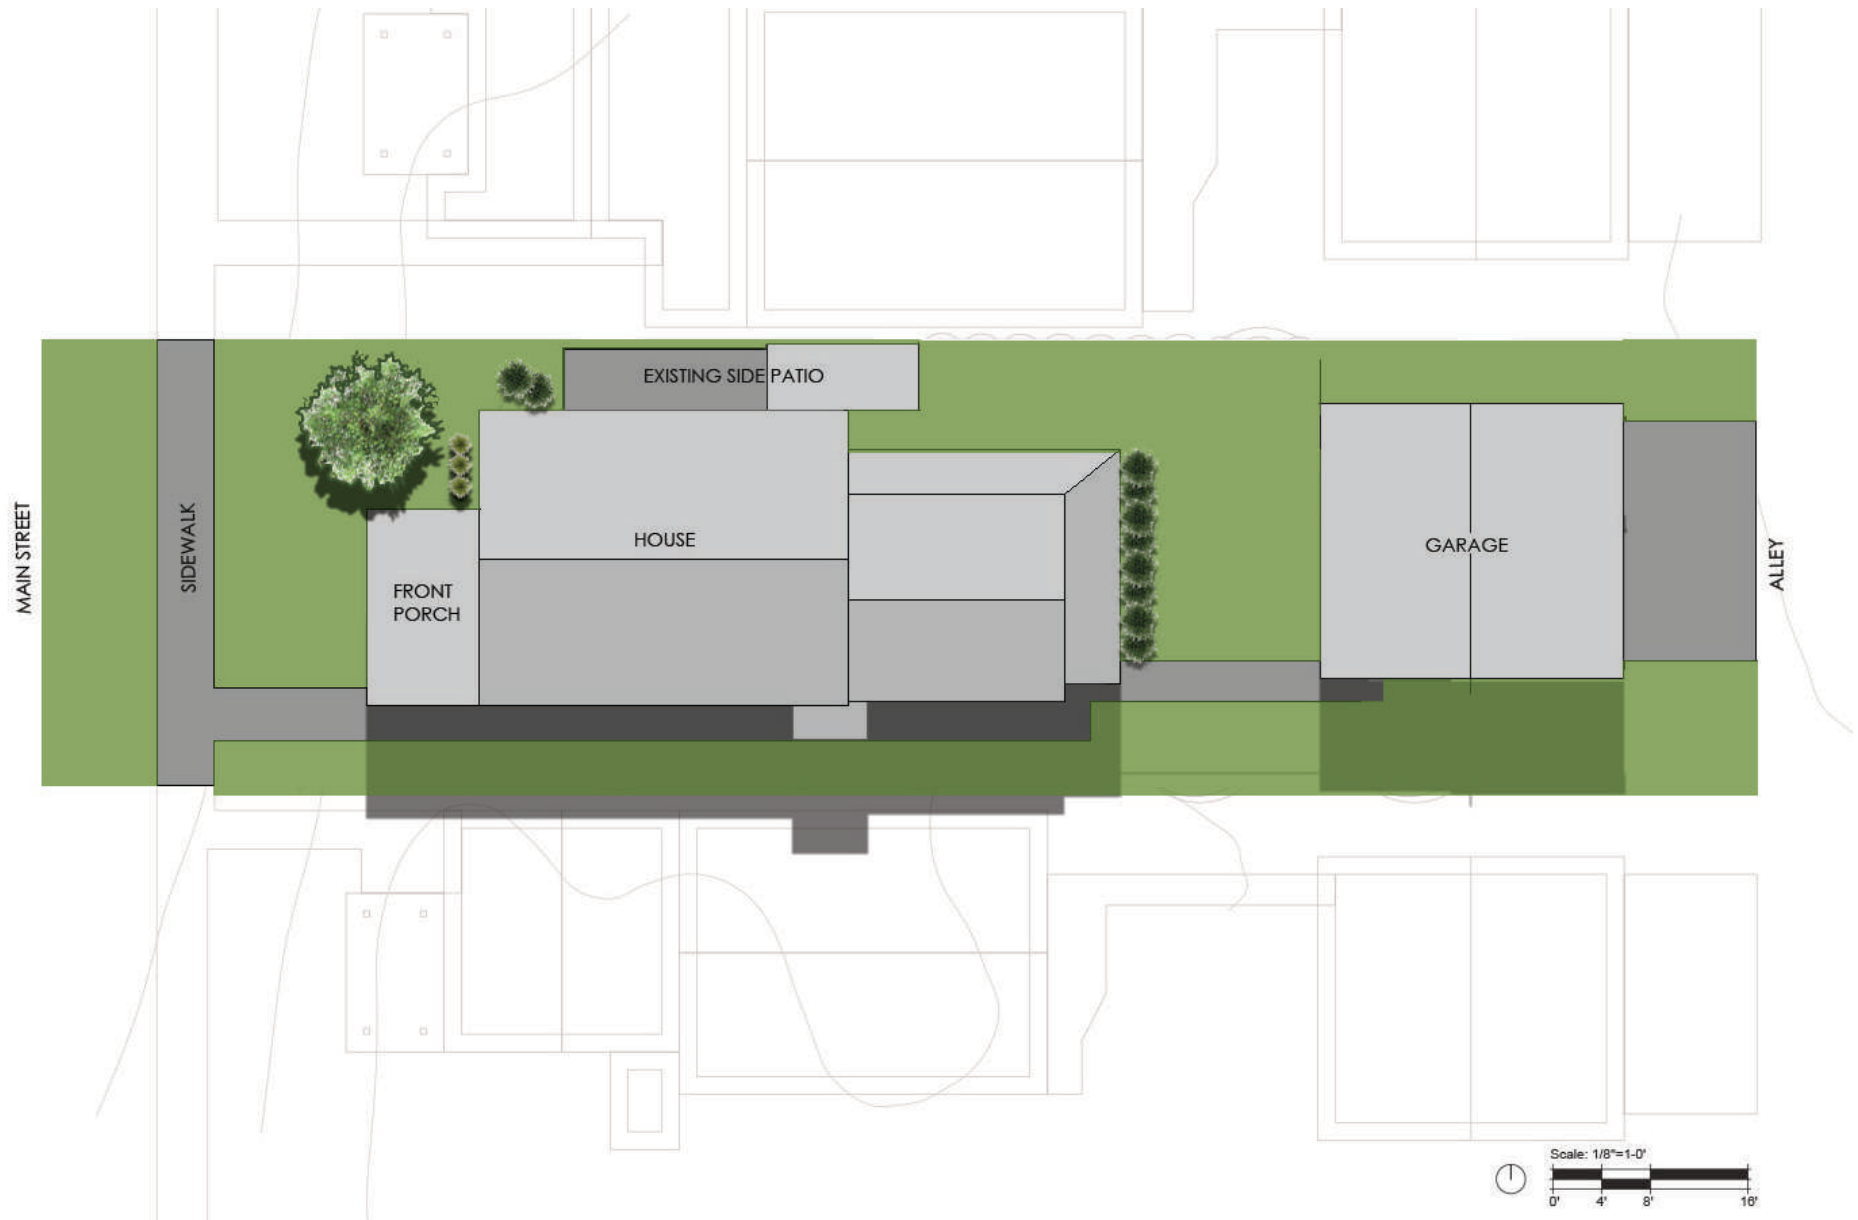 EXISTING SIDE PATIO
MAIN STREET
SIDEWALK
HOUSE
FRONT
PORCH
GARAGE
ALLEY
Scale: 1/8"=1-0'
0' 4' 8' 16'